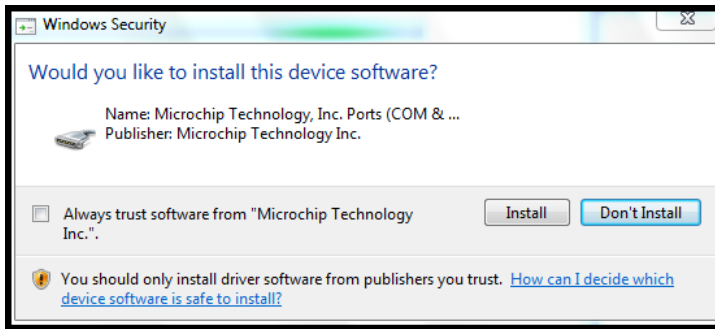 Windows Security
Would you like to install this device software?
Name: Microchip Technology, Inc. Ports (COM & ...
Publisher: Microchip Technology Inc.
Always trust software from "Microchip Technology
Inc.".
Install
Don't Install
You should only install driver software from publishers you trust. How can I decide which
device software is safe to install?